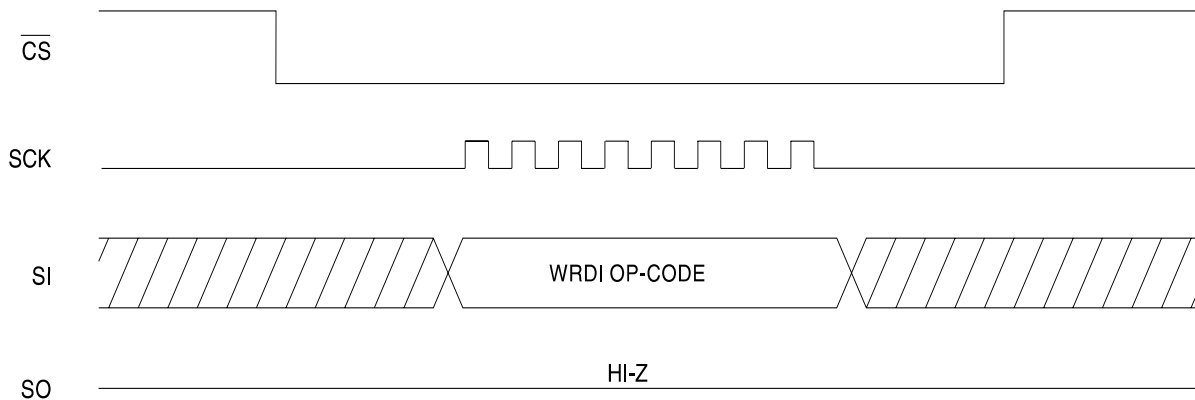 CS
SCK
SI
WRDI OP-CODE
SO
HI-Z